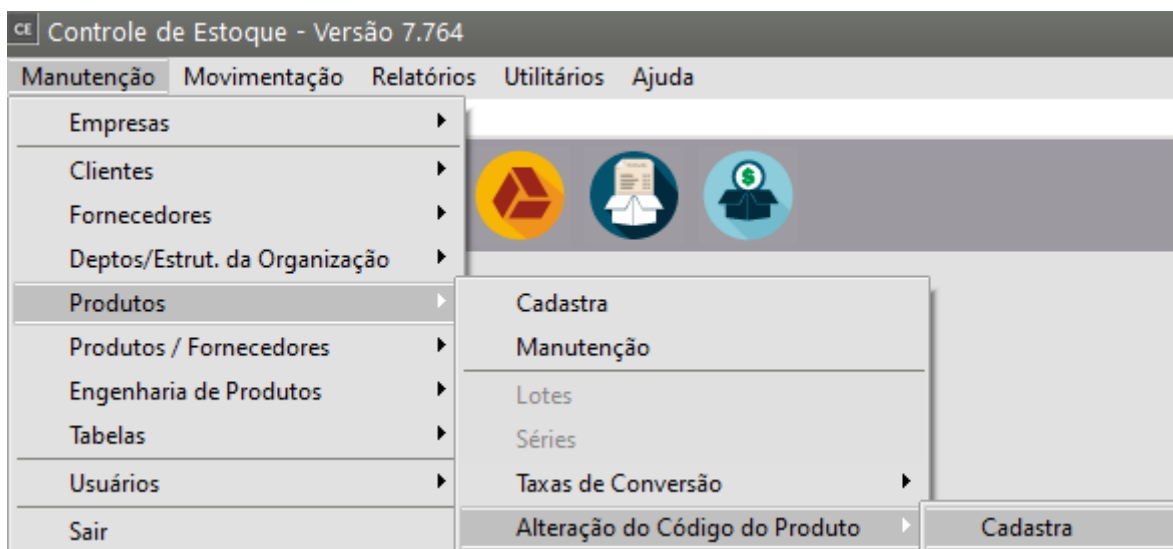 CE Controle de Estoque - Versão 7.764
Manutenção Movimentação Relatórios Utilitários Ajuda
Empresas
Clientes
Fornecedores
Deptos/Estrut. da Organização
Produtos
Produtos / Fornecedores
Engenharia de Produtos
Tabelas
Usuários
Sair
Cadastra
Manutenção
Lotes
Séries
Taxas de Conversão
Alteração do Código do Produto
Cadastra